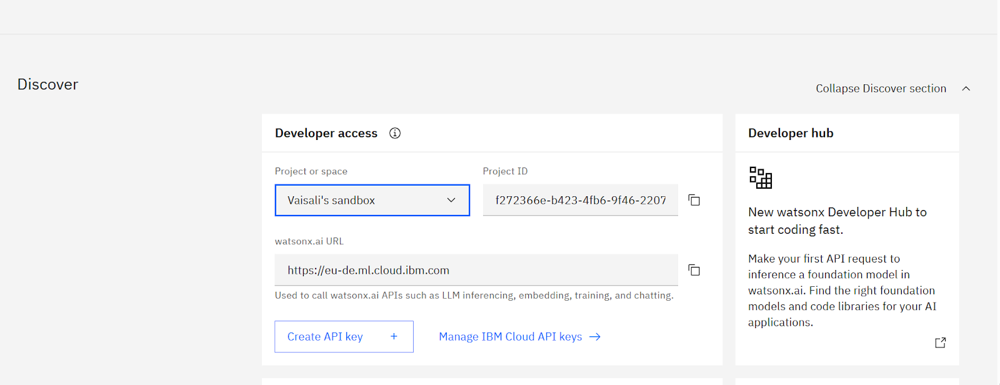 Discover
Collapse Discover section
Developer access
Project or space
Project ID
Vaisali's sandbox
f272366e-b423-4fb6-9f46-2207
watsonx.ai URL
https://eu-de.ml.cloud.ibm.com
Used to call watsonx.ai APIs such as LLM inferencing, embedding, training, and chatting.
Create API key +
Manage IBM Cloud API keys →
Developer hub
New watsonx Developer Hub to
start coding fast.
Make your first API request to
inference a foundation model in
watsonx.ai. Find the right foundation
models and code libraries for your AI
applications.